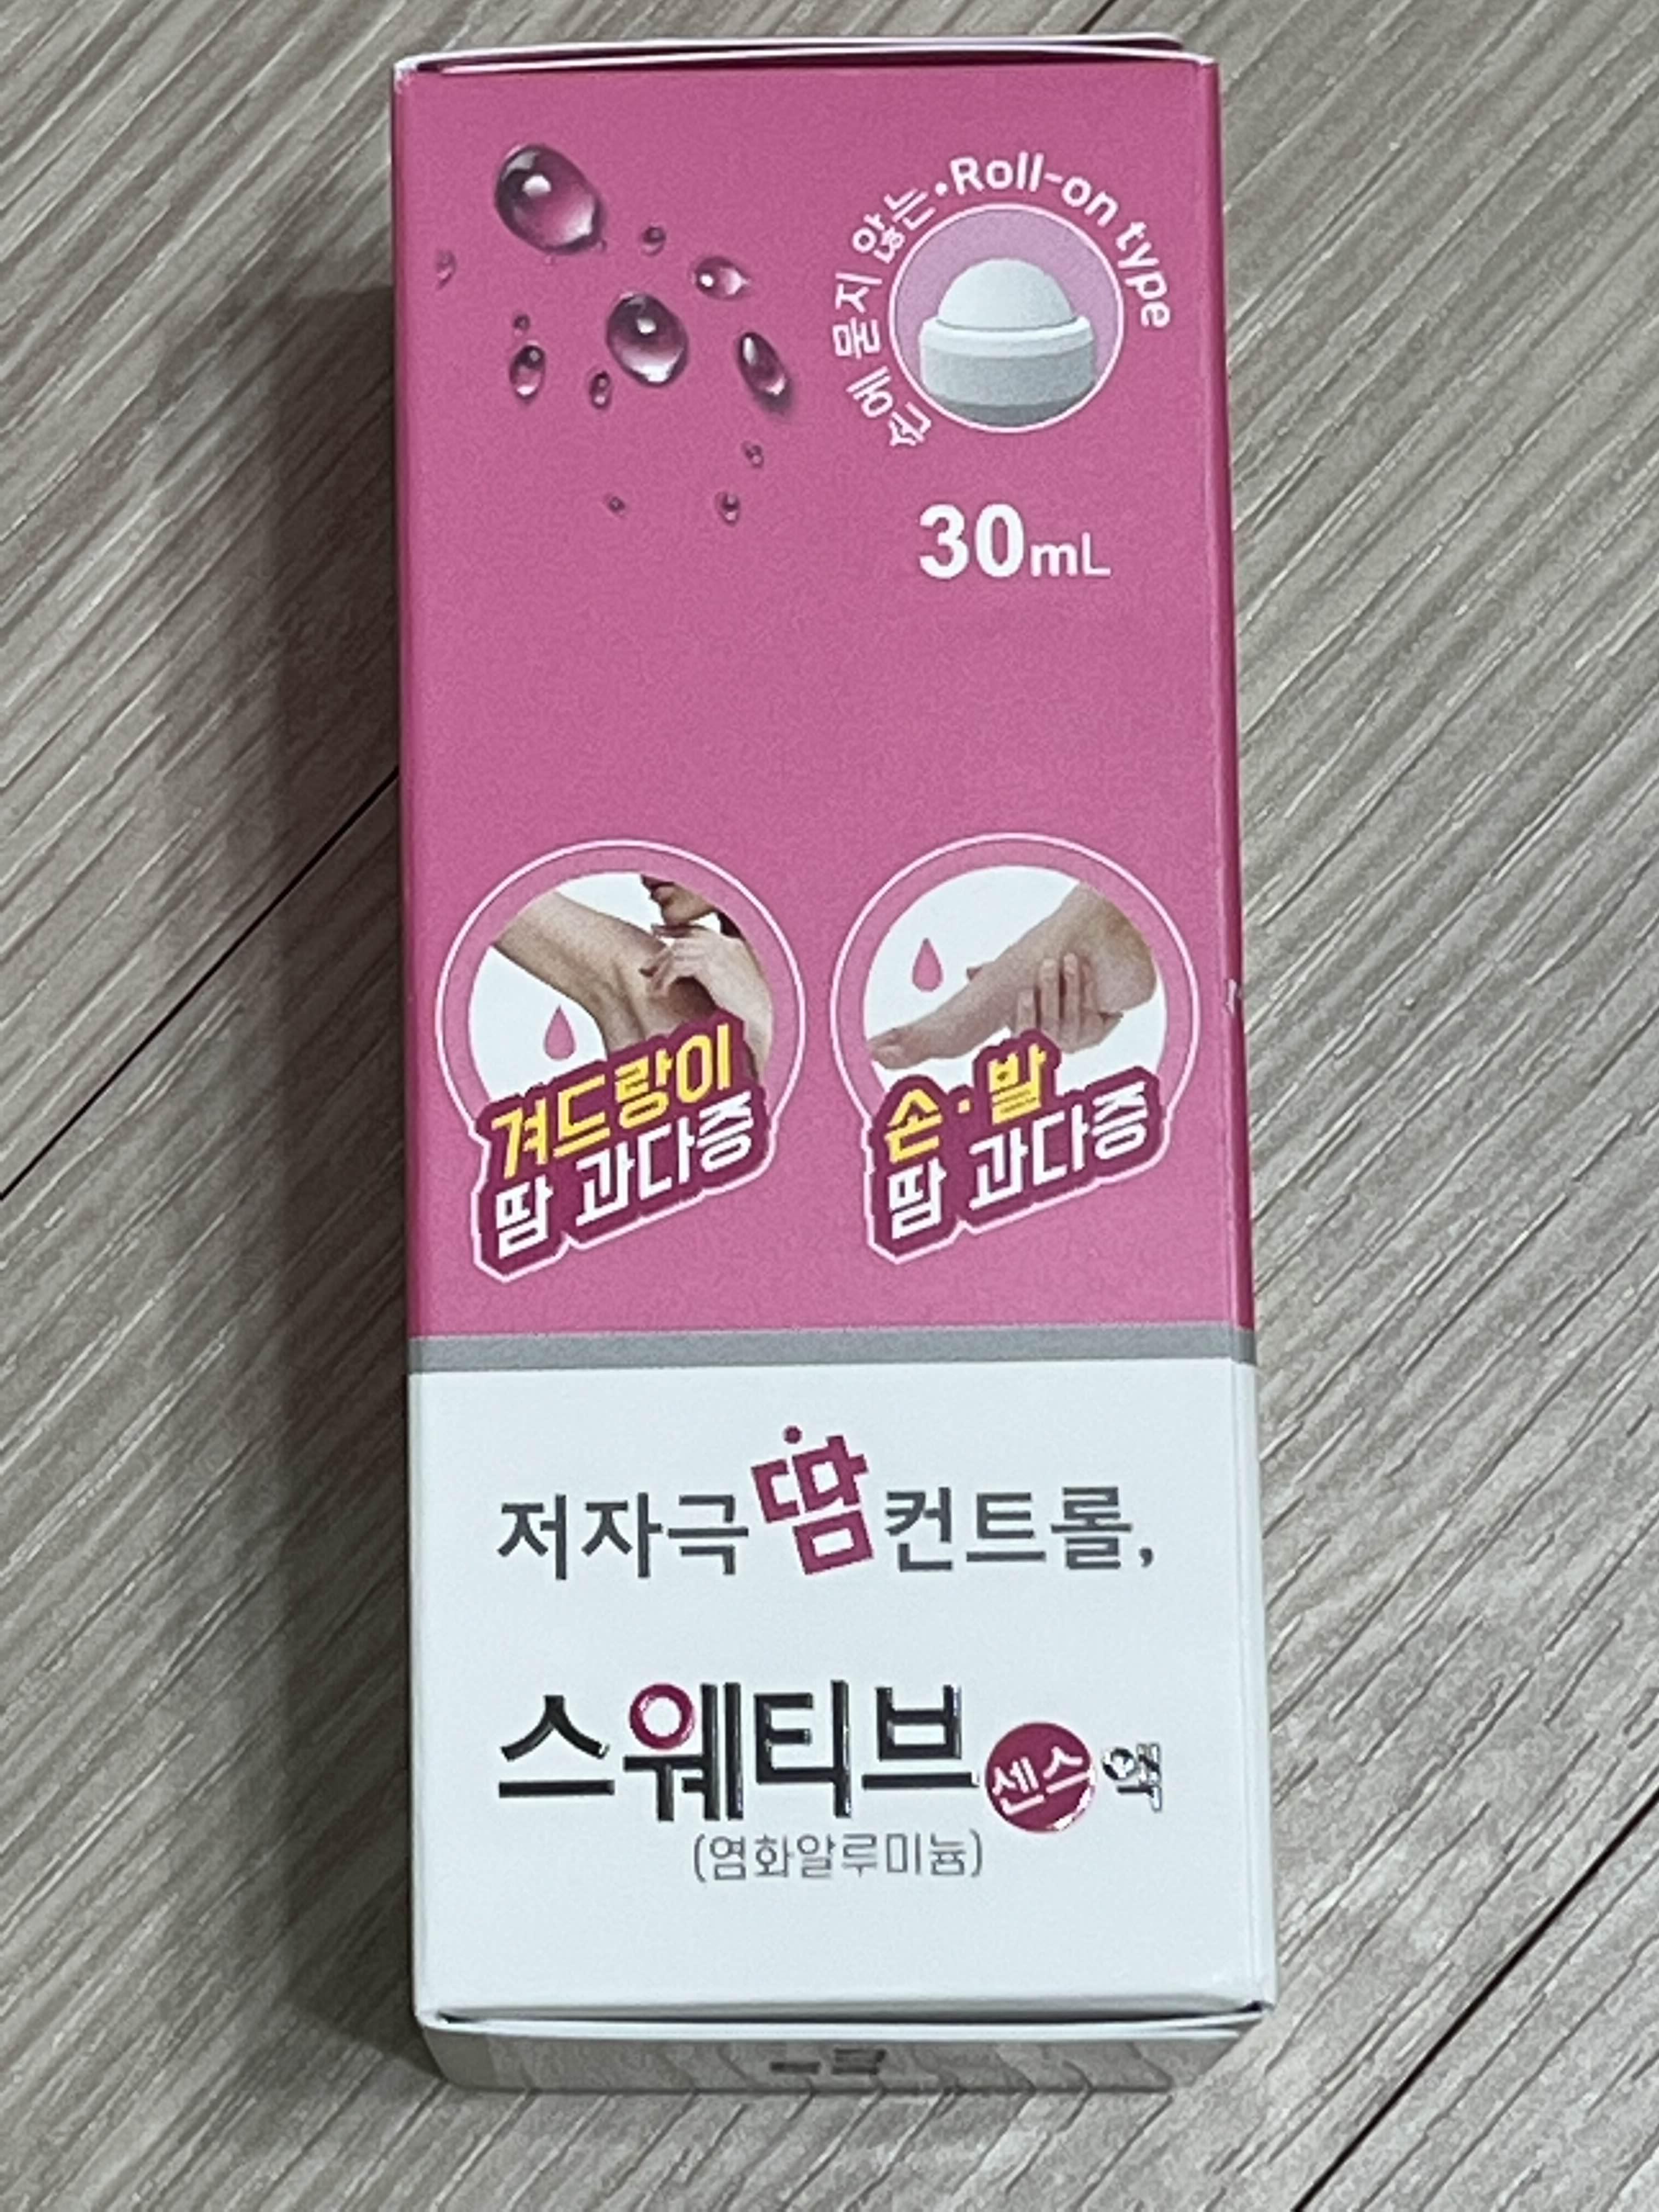 손에 묻지 않는•Roll-on type
30mL
겨드랑이
땀 과다증
손·발
땀 과다증
저자극 땀 컨트롤,
스웨티브 센스 액
(염화알루미늄)